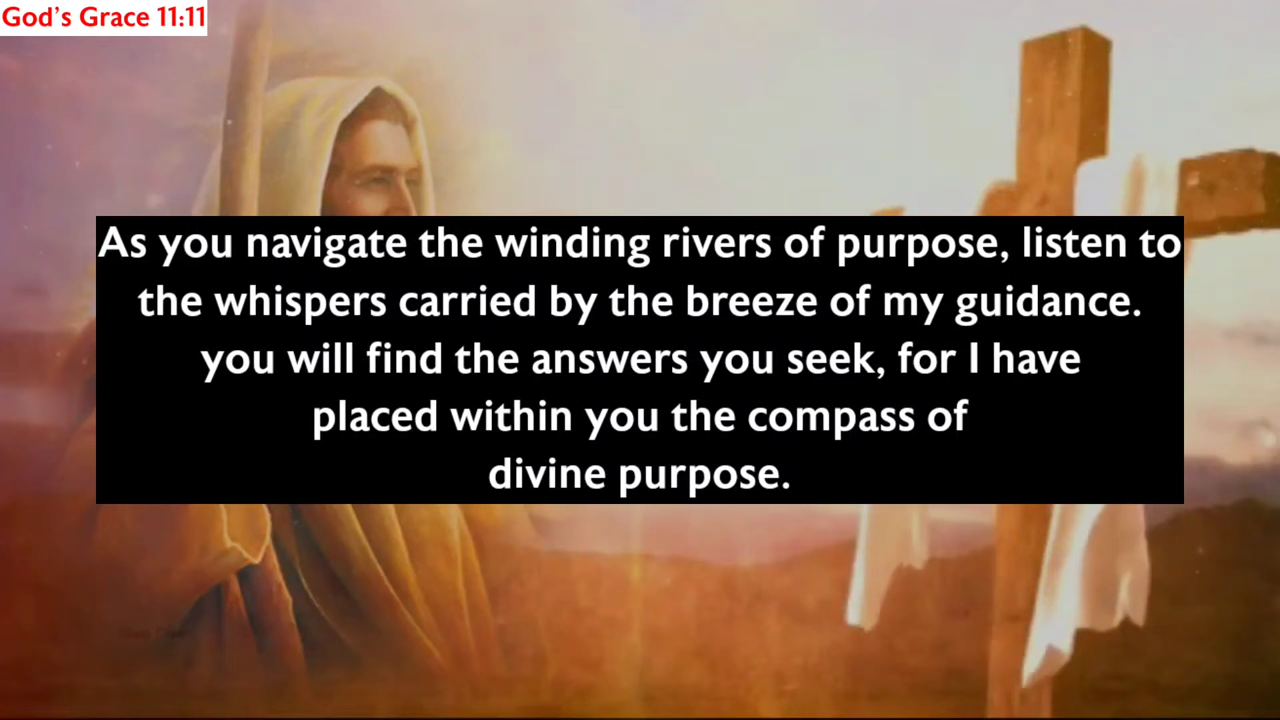 God's Grace 11:11
As you navigate the winding rivers of purpose, listen to
the whispers carried by the breeze of my guidance.
you will find the answers you seek, for I have
placed within you the compass of
divine purpose.